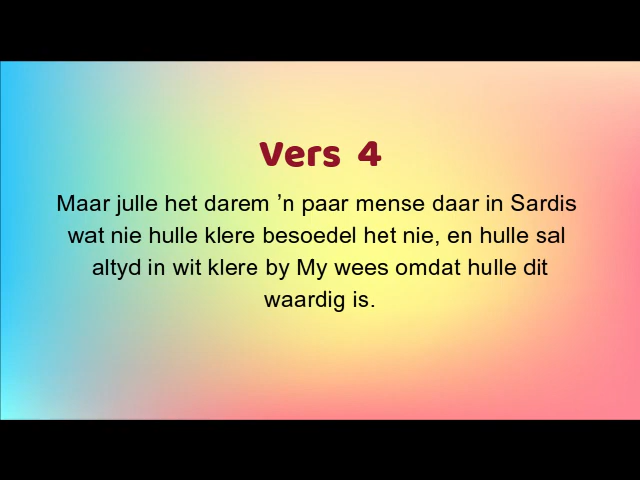 Vers 4
Maar julle het darem ’n paar mense daar in Sardis
wat nie hulle klere besoedel het nie, en hulle sal
altyd in wit klere by My wees omdat hulle dit
waardig is.